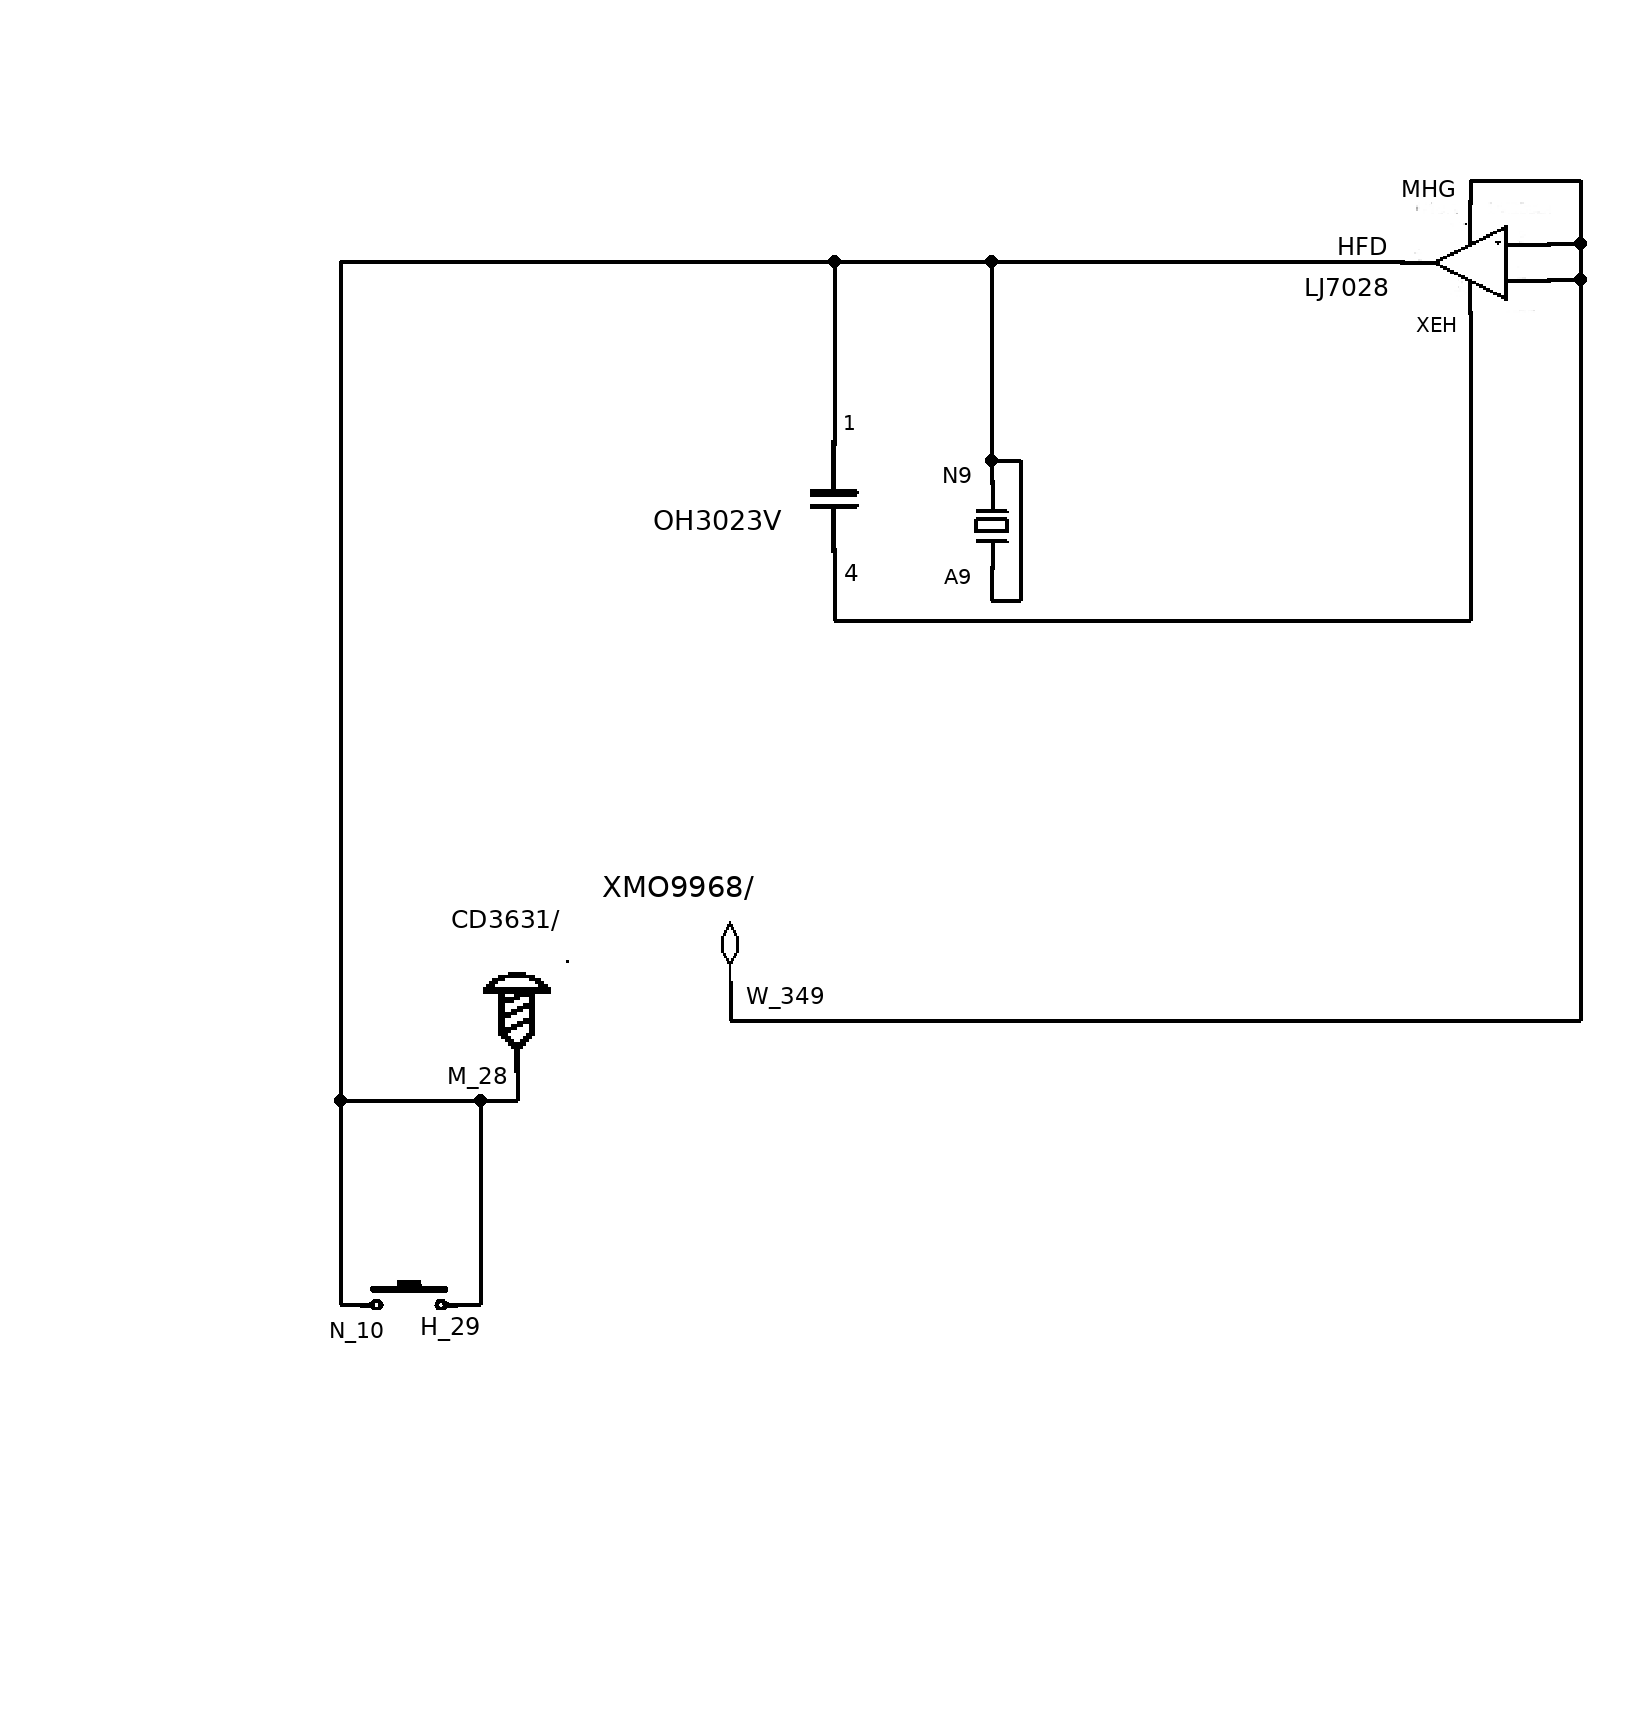 MHG
HFD
LJ7028
XEH
1
N9
OH3023V
4
A9
XMO9968/
CD3631/
W_349
M_28
N_10
H_29